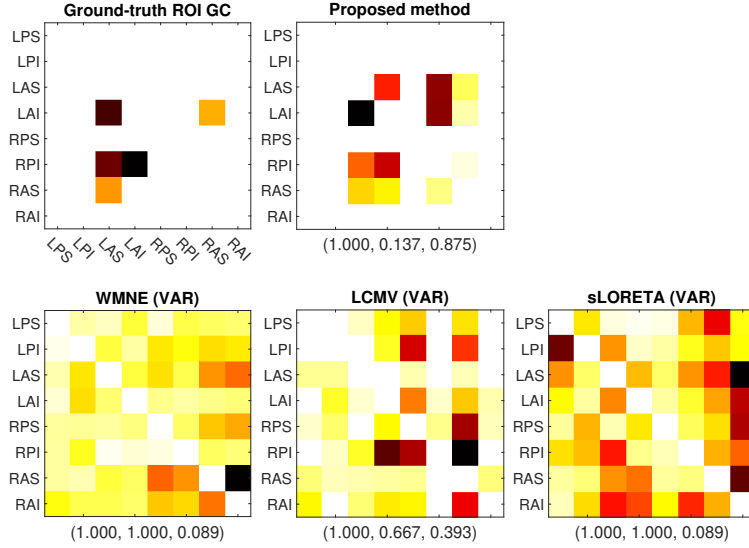 Ground-truth ROI GC
Proposed method
LPS
LPI
LAS
LAI
RPS
RPI
RAS
RAI
LPS
LPI
LAS
LAI
RPS
RPI
RAS
RAI
LPS
LPI
LAS
LAI
RPS
RPI
RAS
RAI
(1.000, 0.137, 0.875)
WMNE (VAR)
LCMV (VAR)
sLORETA (VAR)
LPS
LPI
LAS
LAI
RPS
RPI
RAS
RAI
(1.000, 1.000, 0.089)
LPS
LPI
LAS
LAI
RPS
RPI
RAS
RAI
(1.000, 0.667, 0.393)
LPS
LPI
LAS
LAI
RPS
RPI
RAS
RAI
(1.000, 1.000, 0.089)